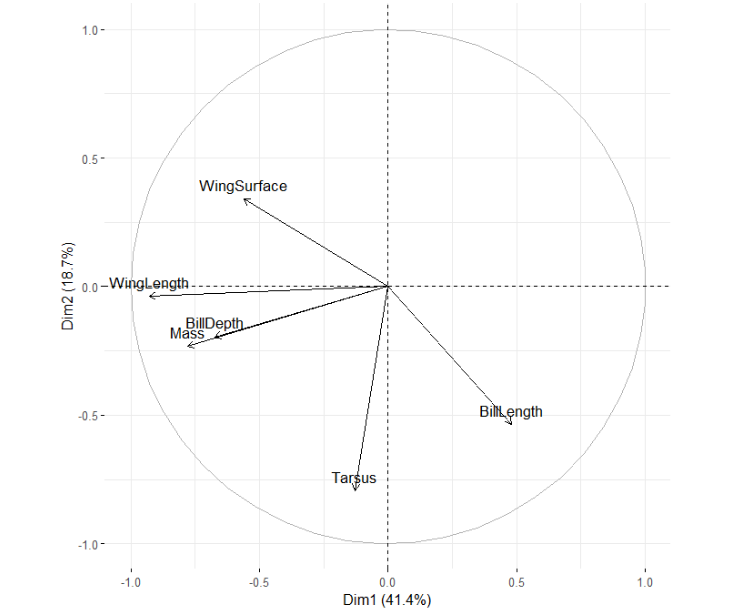 1.0
0.5
0.0
-0.5
-1.0
Dim2 (18.7%)
WingSurface
WingLength
BillDepth
Mass
BillLength
Tarsus
-1.0
-0.5
0.0
0.5
1.0
Dim1 (41.4%)